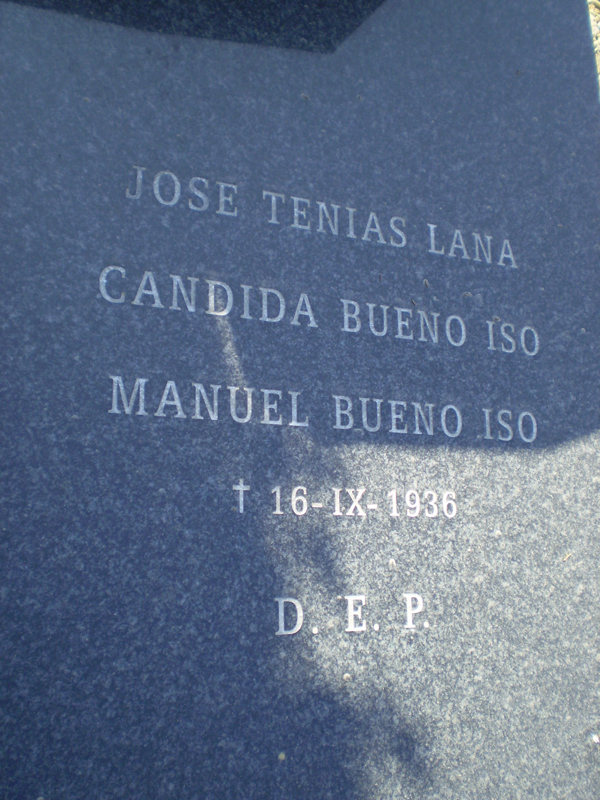 JOSE TENIAS LANA
CANDIDA BUENO ISO
MANUEL BUENO ISO
† 16-IX-1936
D. E. P.